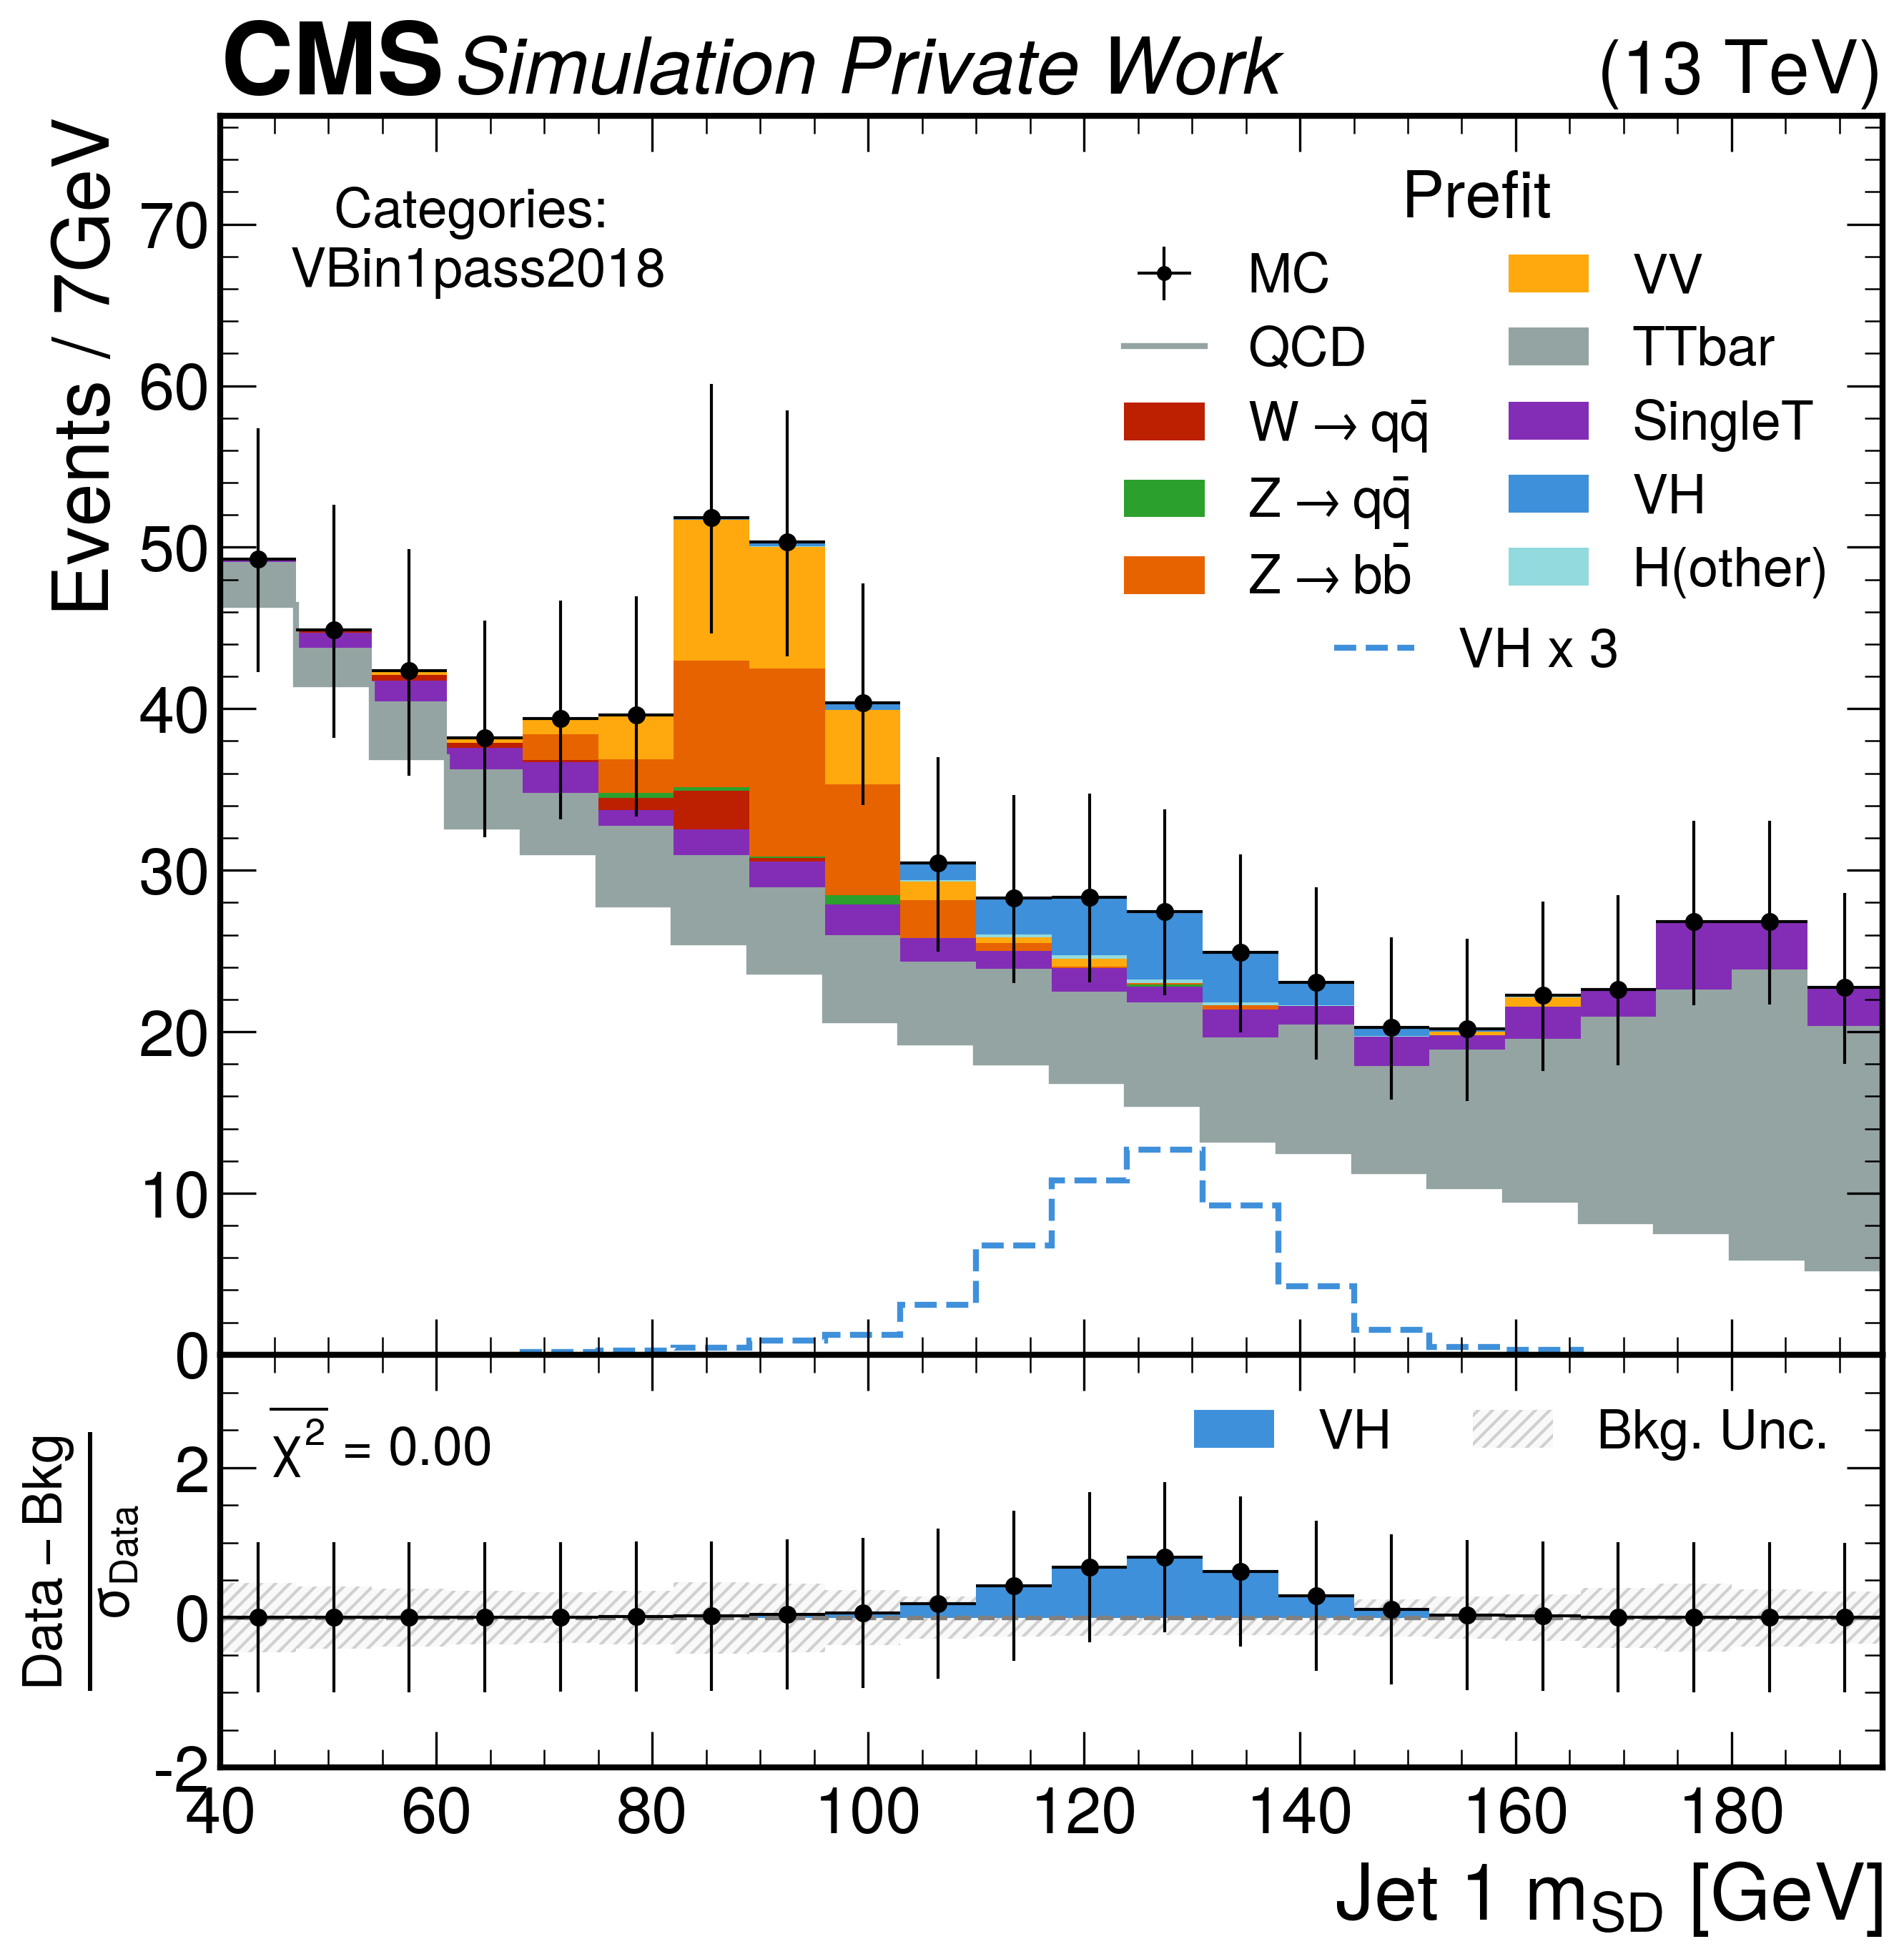 CMS Simulation Private Work (13 TeV)
Events / 7GeV
70
60
50
40
30
20
10
0
Categories:
VBin1pass2018
Prefit
MC
QCD
W → qq̄
Z → qq̄
Z → bb̄
VV
TTbar
SingleT
VH
H(other)
VH x 3
Data – Bkg
σData
2
0
-2
χ² = 0.00
VH
Bkg. Unc.
40 60 80 100 120 140 160 180
Jet 1 mSD [GeV]